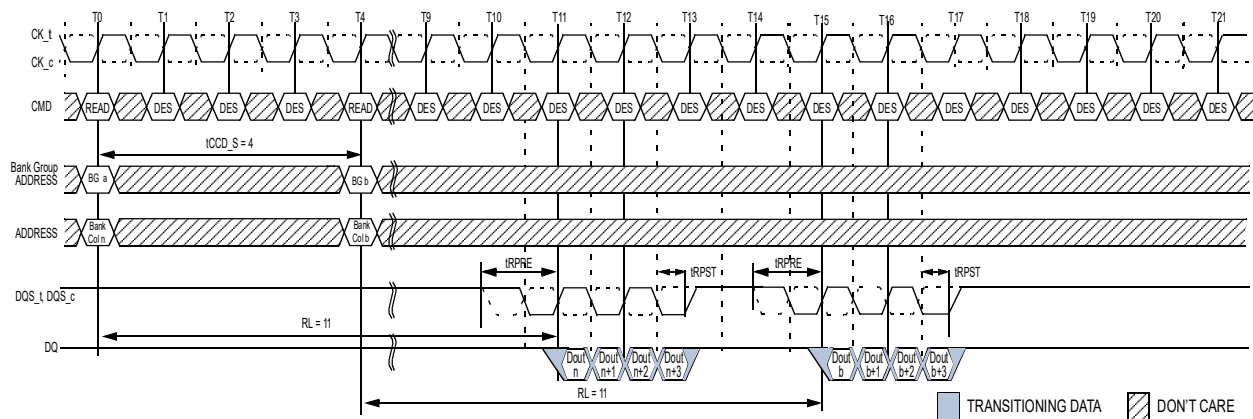 T0 T1 T2 T3 T4 T9 T10 T11 T12 T13 T14 T15 T16 T17 T18 T19 T20 T21
CK_t
CK_c
CMD READ DES DES DES READ DES DES DES DES DES DES DES DES DES DES DES DES DES
tCCD_S = 4
Bank Group
ADDRESS BG a BG b
ADDRESS Bank Col n Bank Col b
tRPRE tRPST tRPRE tRPST
DQS_t, DQS_c
RL = 11
DQ Dout n Dout n+1 Dout n+2 Dout n+3 Dout b Dout b+1 Dout b+2 Dout b+3
RL = 11
TRANSITIONING DATA DON'T CARE